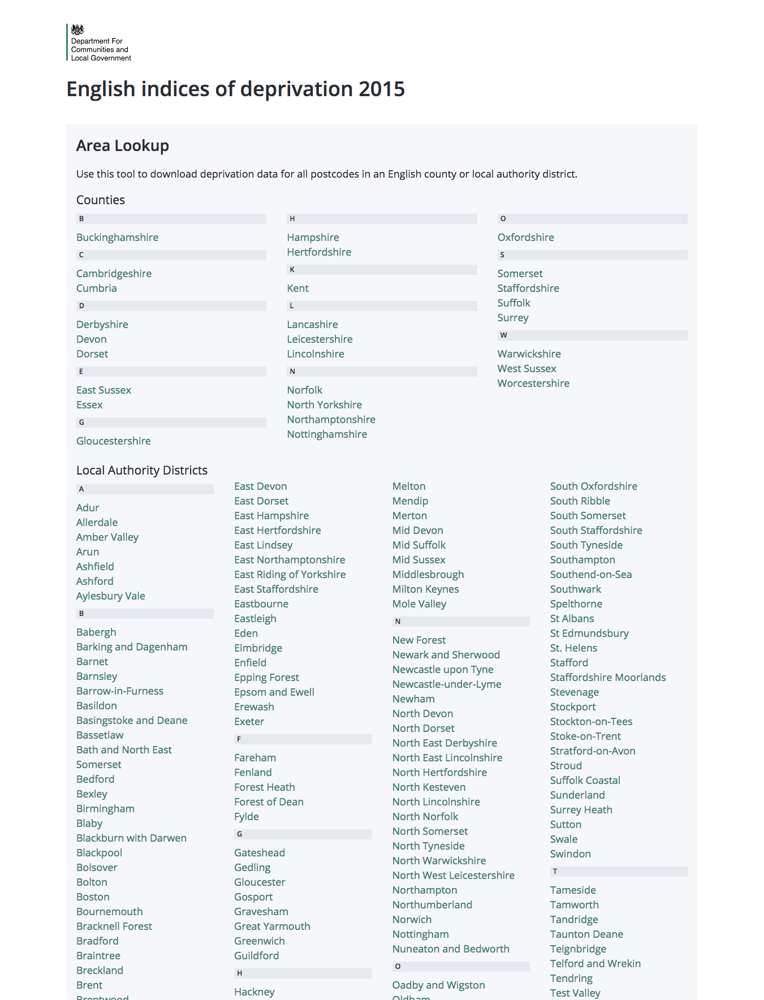 Department For
Communities and
Local Government
English indices of deprivation 2015
Area Lookup
Use this tool to download deprivation data for all postcodes in an English county or local authority district.
Counties
B
Buckinghamshire
C
Cambridgeshire
Cumbria
D
Derbyshire
Devon
Dorset
E
East Sussex
Essex
G
Gloucestershire
H
Hampshire
Hertfordshire
K
Kent
L
Lancashire
Leicestershire
Lincolnshire
N
Norfolk
North Yorkshire
Northamptonshire
Nottinghamshire
O
Oxfordshire
S
Somerset
Staffordshire
Suffolk
Surrey
W
Warwickshire
West Sussex
Worcestershire
Local Authority Districts
A
Adur
Allerdale
Amber Valley
Arun
Ashfield
Ashford
Aylesbury Vale
B
Babergh
Barking and Dagenham
Barnet
Barnsley
Barrow-in-Furness
Basildon
Basingstoke and Deane
Bassetlaw
Bath and North East
Somerset
Bedford
Bexley
Birmingham
Blaby
Blackburn with Darwen
Blackpool
Bolsover
Bolton
Boston
Bournemouth
Bracknell Forest
Bradford
Braintree
Breckland
Brent
Brentwood
East Devon
East Dorset
East Hampshire
East Hertfordshire
East Lindsey
East Northamptonshire
East Riding of Yorkshire
East Staffordshire
Eastbourne
Eastleigh
Eden
Elmbridge
Enfield
Epping Forest
Epsom and Ewell
Erewash
Exeter
F
Fareham
Fenland
Forest Heath
Forest of Dean
Fylde
G
Gateshead
Gedling
Gloucester
Gosport
Gravesham
Great Yarmouth
Greenwich
Guildford
H
Hackney
Melton
Mendip
Merton
Mid Devon
Mid Suffolk
Mid Sussex
Middlesbrough
Milton Keynes
Mole Valley
N
New Forest
Newark and Sherwood
Newcastle upon Tyne
Newcastle-under-Lyme
Newham
North Devon
North Dorset
North East Derbyshire
North East Lincolnshire
North Hertfordshire
North Kesteven
North Lincolnshire
North Norfolk
North Somerset
North Tyneside
North Warwickshire
North West Leicestershire
Northampton
Northumberland
Norwich
Nottingham
Nuneaton and Bedworth
O
Oadby and Wigston
Oldham
South Oxfordshire
South Ribble
South Somerset
South Staffordshire
South Tyneside
Southampton
Southend-on-Sea
Southwark
Spelthorne
St Albans
St Edmundsbury
St. Helens
Stafford
Staffordshire Moorlands
Stevenage
Stockport
Stockton-on-Tees
Stoke-on-Trent
Stratford-on-Avon
Stroud
Suffolk Coastal
Sunderland
Surrey Heath
Sutton
Swale
Swindon
T
Tameside
Tamworth
Tandridge
Taunton Deane
Teignbridge
Telford and Wrekin
Tendring
Test Valley